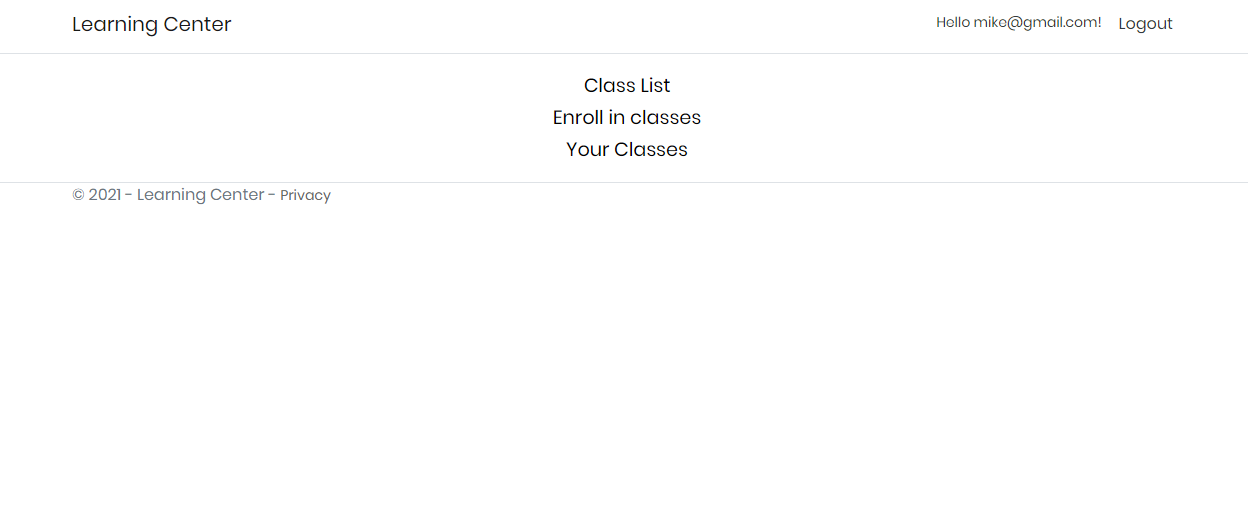 Learning Center
Hello mike@gmail.com! Logout
Class List
Enroll in classes
Your Classes
© 2021 - Learning Center - Privacy